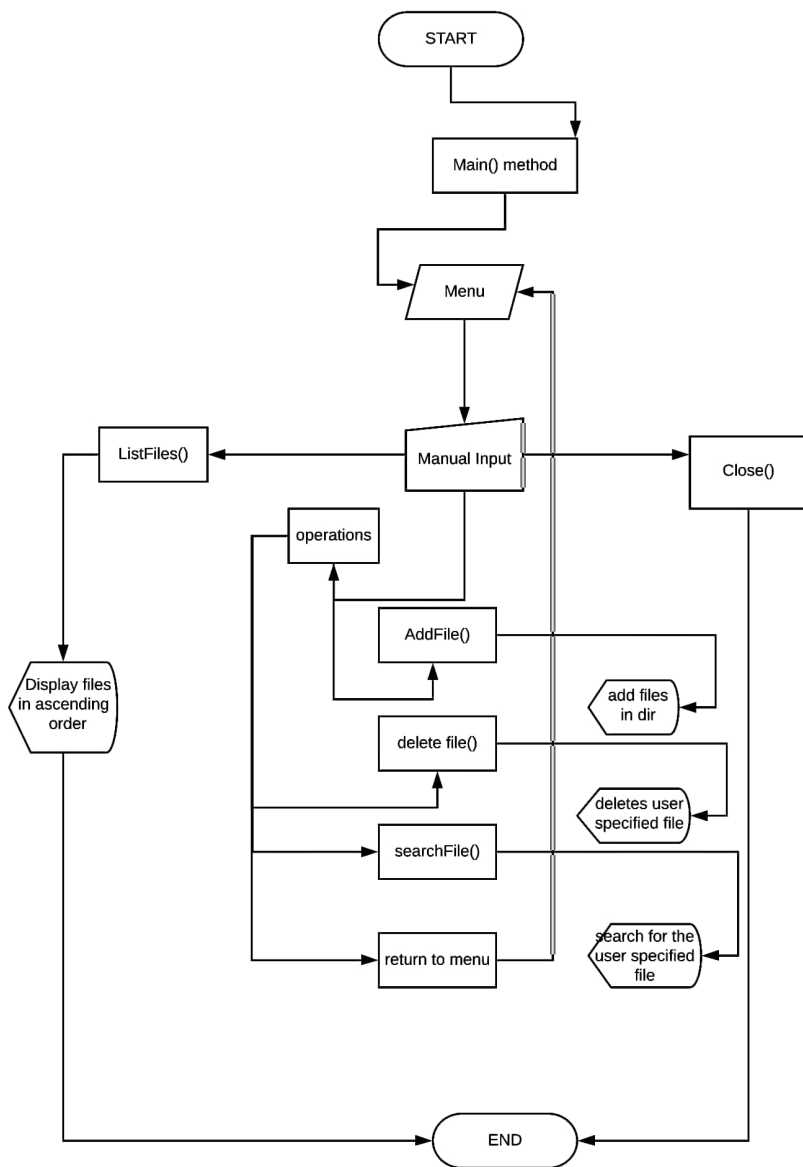 START
Main() method
Menu
ListFiles()
Manual Input
Close()
operations
AddFile()
Display files
in ascending
order
add files
in dir
delete file()
deletes user
specified file
searchFile()
search for the
user specified
file
return to menu
END